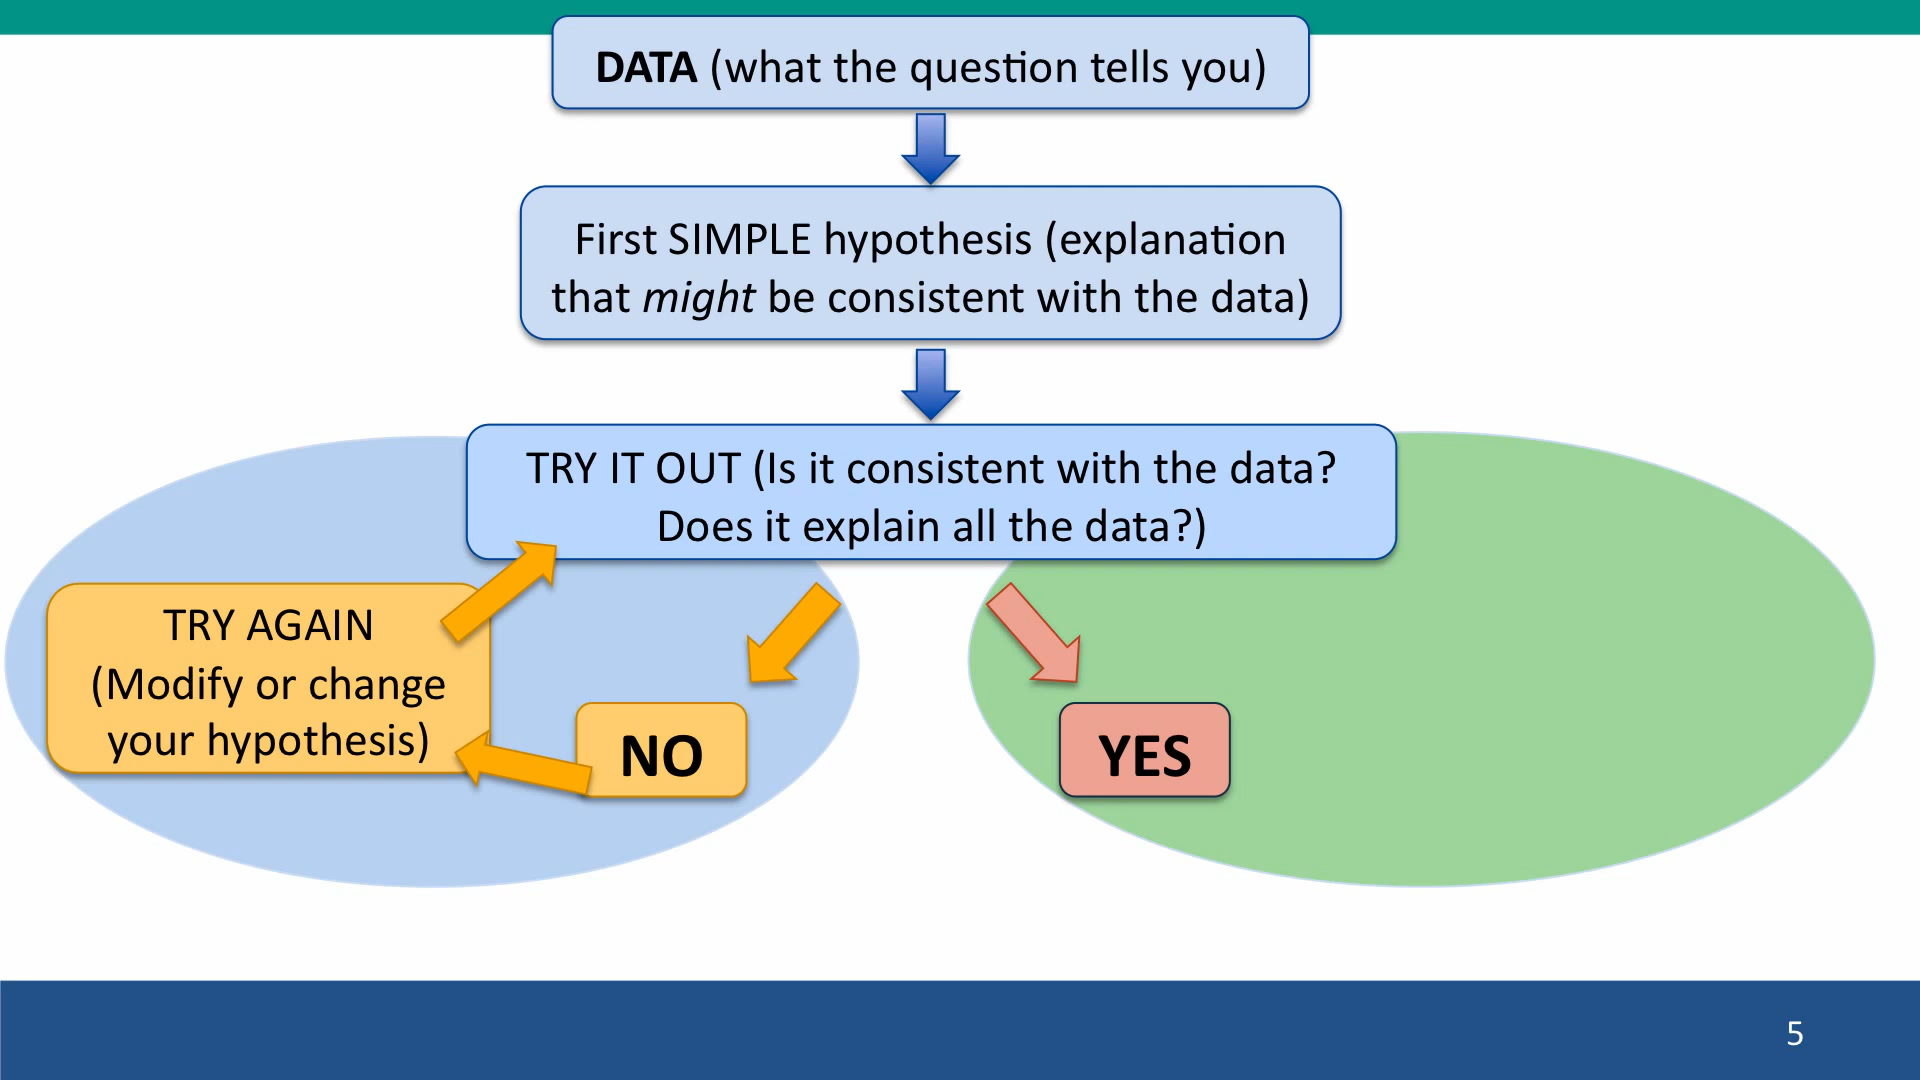 DATA (what the question tells you)
First SIMPLE hypothesis (explanation
that might be consistent with the data)
TRY IT OUT (Is it consistent with the data?
Does it explain all the data?)
TRY AGAIN
(Modify or change
your hypothesis)
NO
YES
5